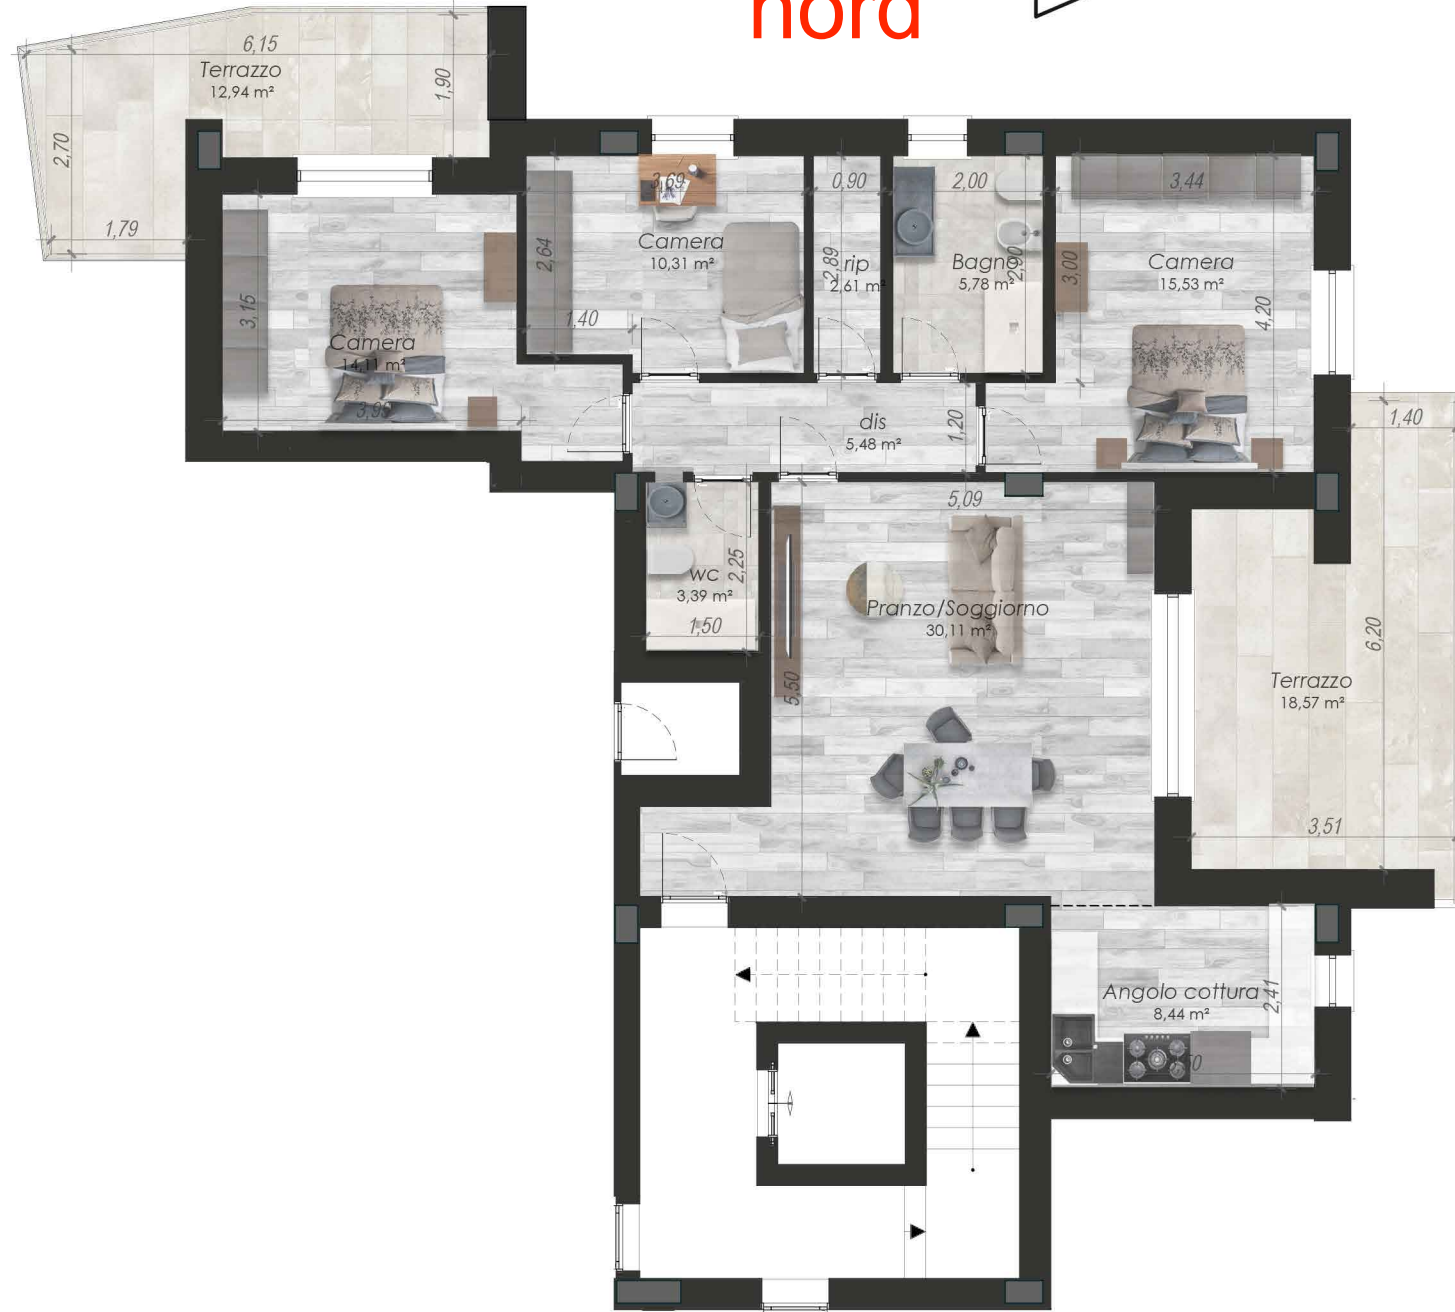 nord
6,15
Terrazzo
12,94 m²
1,90
2,70
1,79
3,69
0,90
2,00
3,44
2,64
Camera
10,31 m²
2,89
rip
2,61 m²
Bagno
5,78 m²
2,90
3,00
Camera
15,53 m²
4,20
3,15
1,40
Camera
14,11 m²
dis
5,48 m²
1,20
1,40
5,09
2,25
wc
3,39 m²
1,50
Pranzo/Soggiorno
30,11 m²
5,50
6,20
Terrazzo
18,57 m²
3,51
Angolo cottura
8,44 m²
2,41